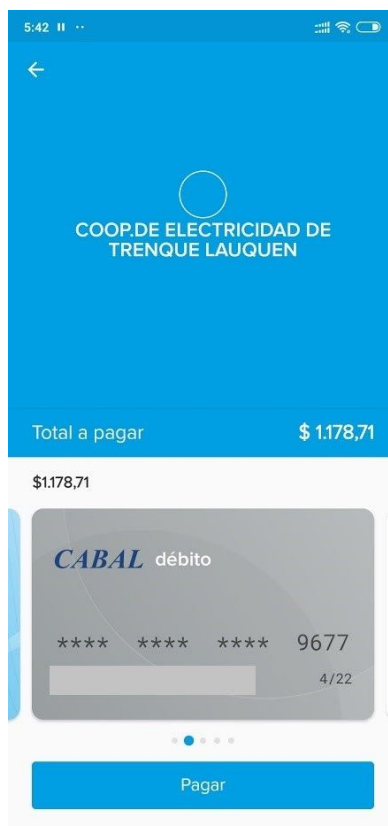 5:42
COOP.DE ELECTRICIDAD DE
TRENQUE LAUQUEN
Total a pagar $ 1.178,71
$1.178,71
CABAL débito
**** **** **** 9677
4/22
Pagar